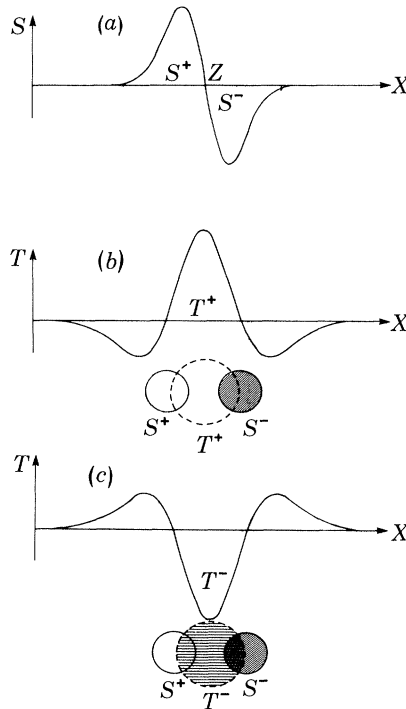 S (a)
S⁺ Z
S⁻ X
T (b)
T⁺
X
S⁺ T⁺ S⁻
T (c)
X
T⁻
S⁺ T⁻ S⁻